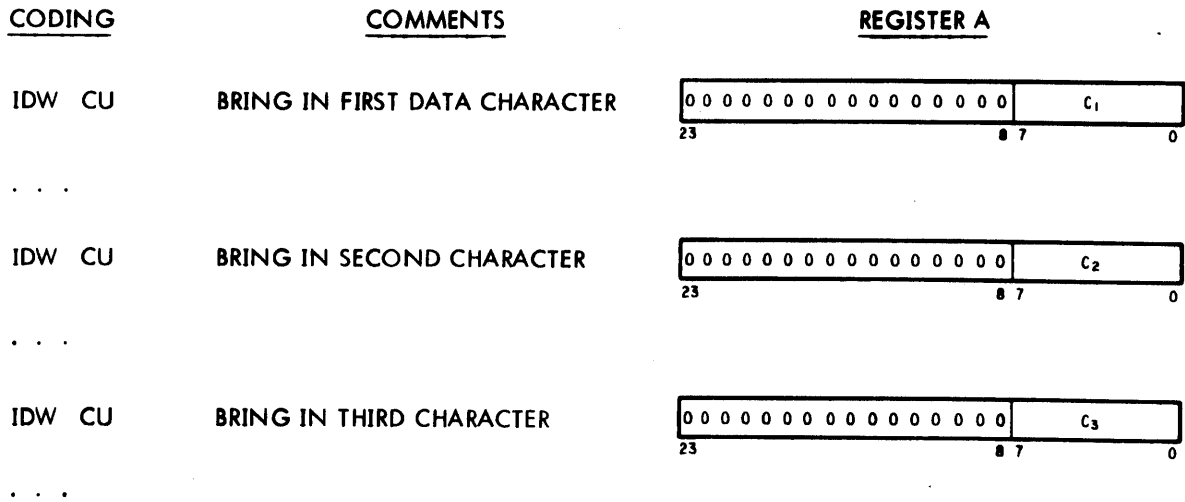 CODING COMMENTS REGISTER A
IDW CU BRING IN FIRST DATA CHARACTER 0 0 0 0 0 0 0 0 0 0 0 0 0 0 0 0 C1
23 8 7 0
. . .
IDW CU BRING IN SECOND CHARACTER 0 0 0 0 0 0 0 0 0 0 0 0 0 0 0 0 C2
23 8 7 0
. . .
IDW CU BRING IN THIRD CHARACTER 0 0 0 0 0 0 0 0 0 0 0 0 0 0 0 0 C3
23 8 7 0
. . .